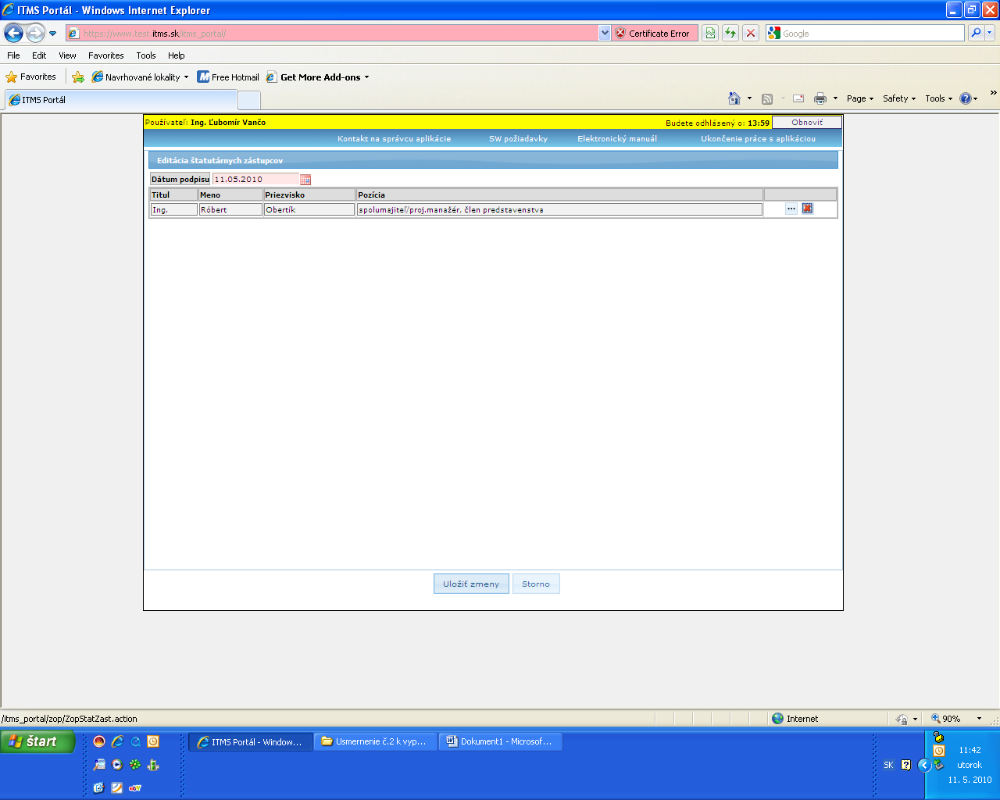 ITMS Portál - Windows Internet Explorer
https://www.test.itms.sk/itms_portal/
Certificate Error
Google
File Edit View Favorites Tools Help
Favorites
Navrhované lokality
Free Hotmail
Get More Add-ons
ITMS Portál
Page Safety Tools
Používateľ: Ing. Ľubomír Vančo
Budete odhlásený o: 13:59
Obnoviť
Kontakt na správcu aplikácie SW požiadavky Elektronický manuál Ukončenie práce s aplikáciou
Editácia štatutárnych zástupcov
Dátum podpisu 11.05.2010
Titul Meno Priezvisko Pozícia
Ing. Róbert Obertík spolumajiteľ/proj.manažér, člen predstavenstva
Uložiť zmeny Storno
/itms_portal/zop/ZopStatZast.action
Internet
90%
štart
ITMS Portál - Window...
Usmernenie č.2 k vyp...
Dokument1 - Microsof...
SK
11:42
utorok
11. 5. 2010